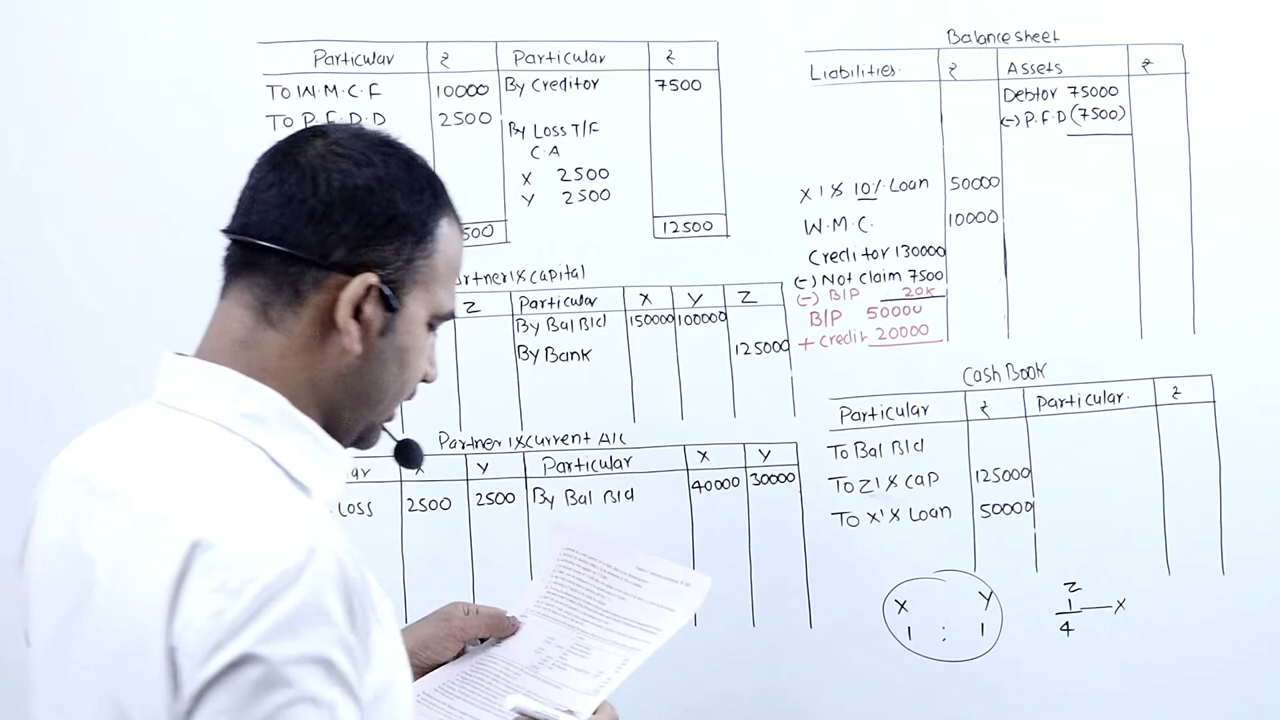 Particular ₹ Particular ₹
To W.M.C.F 10000 By Creditor 7500
To P.F.D.D 2500
By Loss T/F
C.A
X 2500
Y 2500
500 12500
Balance sheet
Liabilities. ₹ Assets ₹
Debtor 75000
(-) P.F.D (7500)
X's 10% Loan 50000
W.M.C. 10000
Creditor 130000
(-) Not claim 7500
(-) B/P 20K
B/P 50000
+ credit 20000
rtner's capital
Z Particular X Y Z
By Bal B/d 150000 100000
By Bank 125000
Partner's current A/c
ar X Y Particular X Y
. Loss 2500 2500 By Bal B/d 40000 30000
Cash Book
Particular ₹ Particular. ₹
To Bal B/d
To Z's cap 125000
To X's Loan 50000
X Y
1 : 1
Z
1/4 — X